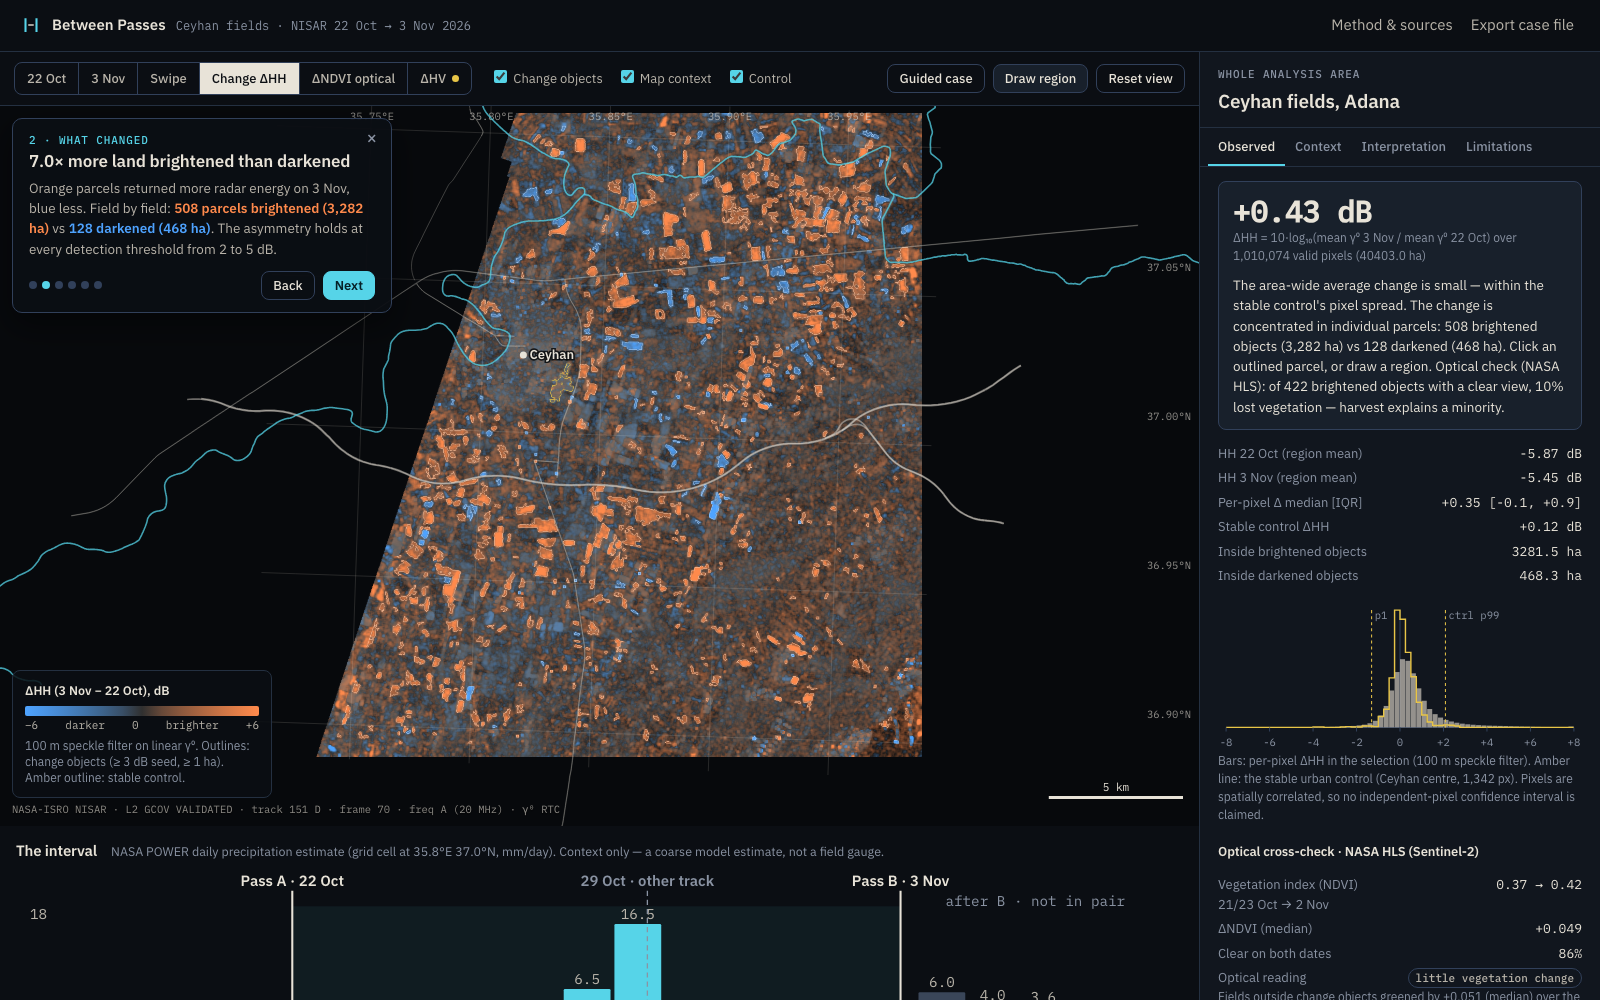 Between Passes Ceyhan fields · NISAR 22 Oct → 3 Nov 2026
Method & sources Export case file
22 Oct 3 Nov Swipe Change ΔHH ΔNDVI optical ΔHV
Change objects Map context Control
Guided case Draw region Reset view
35.75°E 35.80°E 35.85°E 35.90°E 35.95°E
2 · WHAT CHANGED ×
7.0× more land brightened than darkened
Orange parcels returned more radar energy on 3 Nov,
blue less. Field by field: 508 parcels brightened (3,282
ha) vs 128 darkened (468 ha). The asymmetry holds at
every detection threshold from 2 to 5 dB.
Back Next
37.05°N
Ceyhan
37.00°N
36.95°N
36.90°N
ΔHH (3 Nov − 22 Oct), dB
−6 darker 0 brighter +6
100 m speckle filter on linear γ⁰. Outlines:
change objects (≥ 3 dB seed, ≥ 1 ha).
Amber outline: stable control.
5 km
NASA-ISRO NISAR · L2 GCOV VALIDATED · track 151 D · frame 70 · freq A (20 MHz) · γ⁰ RTC
The interval NASA POWER daily precipitation estimate (grid cell at 35.8°E 37.0°N, mm/day). Context only — a coarse model estimate, not a field gauge.
Pass A · 22 Oct 29 Oct · other track Pass B · 3 Nov
after B · not in pair
18
16.5
6.5
6.0
4.0 3.6
WHOLE ANALYSIS AREA
Ceyhan fields, Adana
Observed Context Interpretation Limitations
+0.43 dB
ΔHH = 10·log₁₀(mean γ⁰ 3 Nov / mean γ⁰ 22 Oct) over
1,010,074 valid pixels (40403.0 ha)
The area-wide average change is small — within the
stable control's pixel spread. The change is
concentrated in individual parcels: 508 brightened
objects (3,282 ha) vs 128 darkened (468 ha). Click an
outlined parcel, or draw a region. Optical check (NASA
HLS): of 422 brightened objects with a clear view, 10%
lost vegetation — harvest explains a minority.
HH 22 Oct (region mean) -5.87 dB
HH 3 Nov (region mean) -5.45 dB
Per-pixel Δ median [IQR] +0.35 [-0.1, +0.9]
Stable control ΔHH +0.12 dB
Inside brightened objects 3281.5 ha
Inside darkened objects 468.3 ha
p1 ctrl p99
-8 -6 -4 -2 0 +2 +4 +6 +8
Bars: per-pixel ΔHH in the selection (100 m speckle filter). Amber
line: the stable urban control (Ceyhan centre, 1,342 px). Pixels are
spatially correlated, so no independent-pixel confidence interval is
claimed.
Optical cross-check · NASA HLS (Sentinel-2)
Vegetation index (NDVI) 0.37 → 0.42
21/23 Oct → 2 Nov
ΔNDVI (median) +0.049
Clear on both dates 86%
Optical reading little vegetation change
Fields outside change objects greened by +0.051 (median) over the